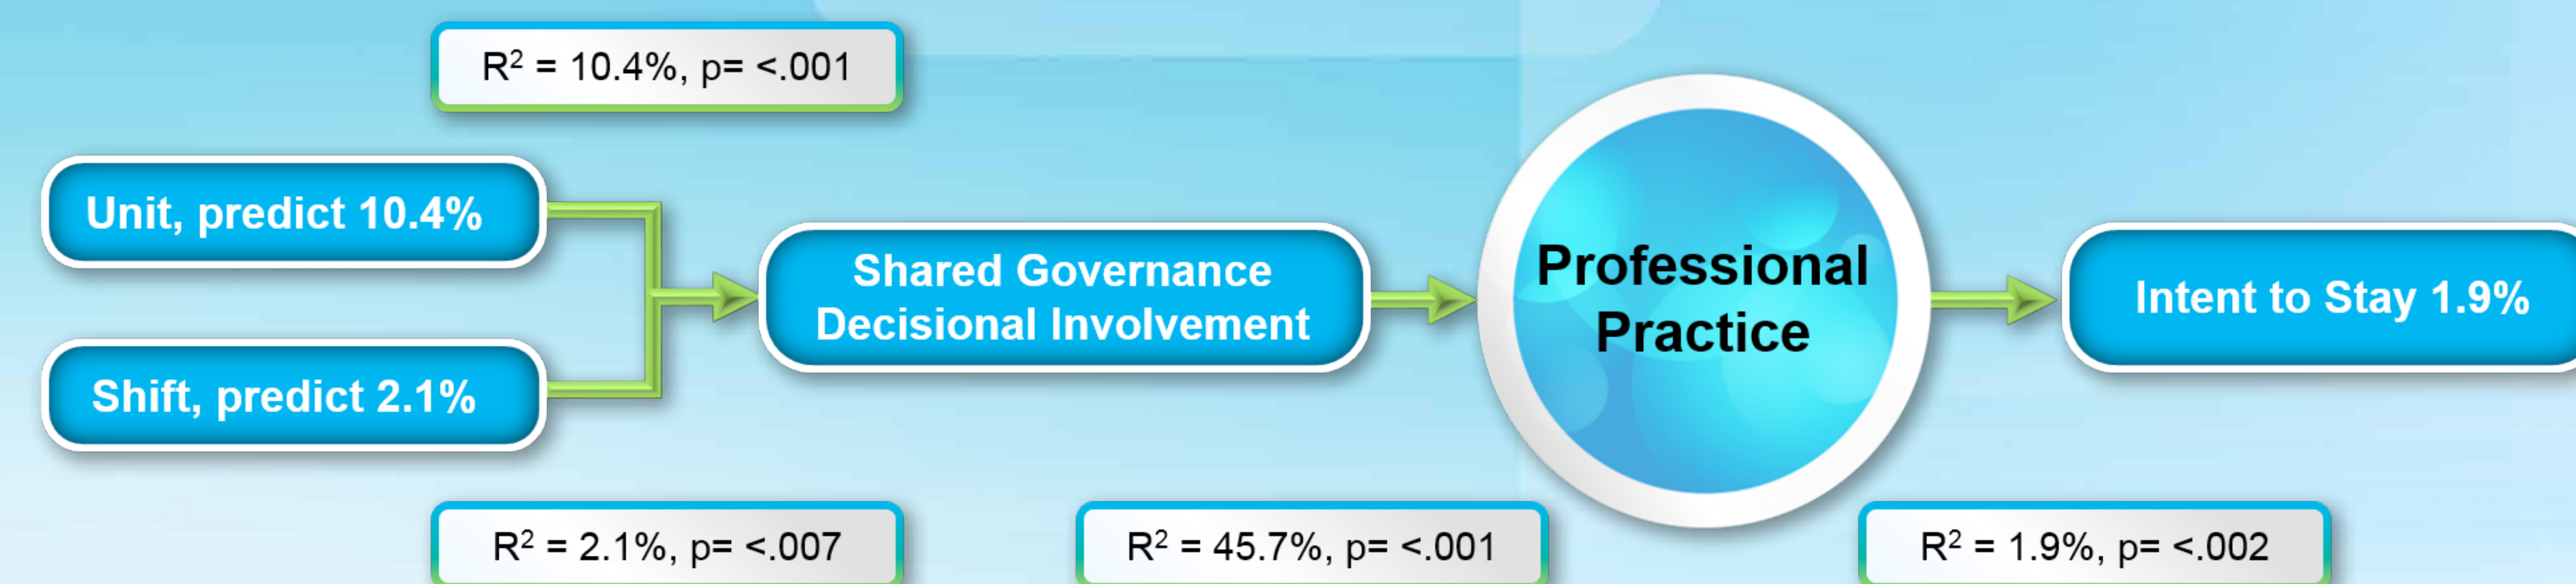 R² = 10.4%, p= <.001
Unit, predict 10.4%
Shift, predict 2.1%
Shared Governance
Decisional Involvement
Professional
Practice
Intent to Stay 1.9%
R² = 2.1%, p= <.007
R² = 45.7%, p= <.001
R² = 1.9%, p= <.002